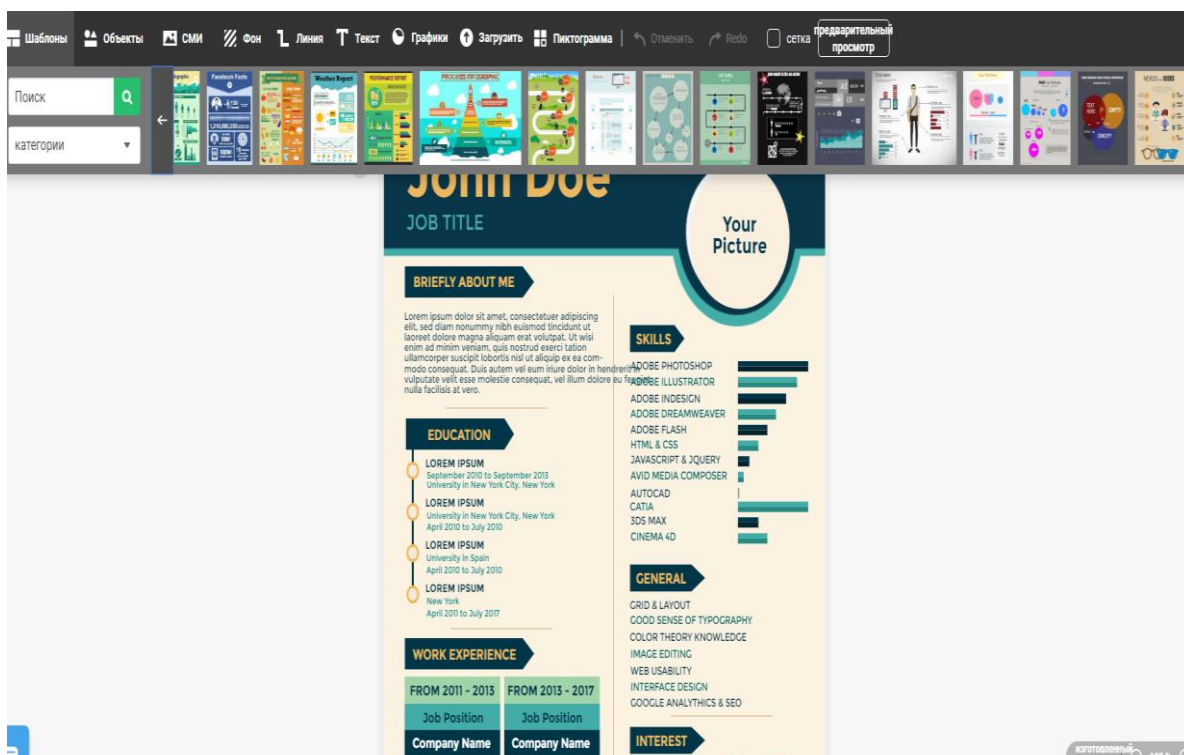 Шаблоны Объекты СМИ Фон Линия Текст Графики Загрузить Пиктограмма Отменить Redo сетка предварительный просмотр
Поиск
категории
Facebook Facts
Weather Report
PERFORMANCE REPORT
PROCESS INFOGRAPHIC
John Doe
JOB TITLE
Your
Picture
BRIEFLY ABOUT ME
Lorem ipsum dolor sit amet, consectetuer adipiscing
elit, sed diam nonummy nibh euismod tincidunt ut
laoreet dolore magna aliquam erat volutpat. Ut wisi
enim ad minim veniam, quis nostrud exerci tation
ullamcorper suscipit lobortis nisl ut aliquip ex ea com-
modo consequat. Duis autem vel eum iriure dolor in hendrerit in
vulputate velit esse molestie consequat, vel illum dolore eu feugiat
nulla facilisis at vero.
EDUCATION
LOREM IPSUM
September 2010 to September 2013
University in New York City, New York
LOREM IPSUM
University in New York City, New York
April 2010 to July 2010
LOREM IPSUM
University in Spain
April 2010 to July 2010
LOREM IPSUM
New York
April 2011 to July 2017
WORK EXPERIENCE
FROM 2011 - 2013 FROM 2013 - 2017
Job Position Job Position
Company Name Company Name
SKILLS
ADOBE PHOTOSHOP
ADOBE ILLUSTRATOR
ADOBE INDESIGN
ADOBE DREAMWEAVER
ADOBE FLASH
HTML & CSS
JAVASCRIPT & JQUERY
AVID MEDIA COMPOSER
AUTOCAD
CATIA
3DS MAX
CINEMA 4D
GENERAL
GRID & LAYOUT
GOOD SENSE OF TYPOGRAPHY
COLOR THEORY KNOWLEDGE
IMAGE EDITING
WEB USABILITY
INTERFACE DESIGN
GOOGLE ANALYTHICS & SEO
INTEREST
изготовленный